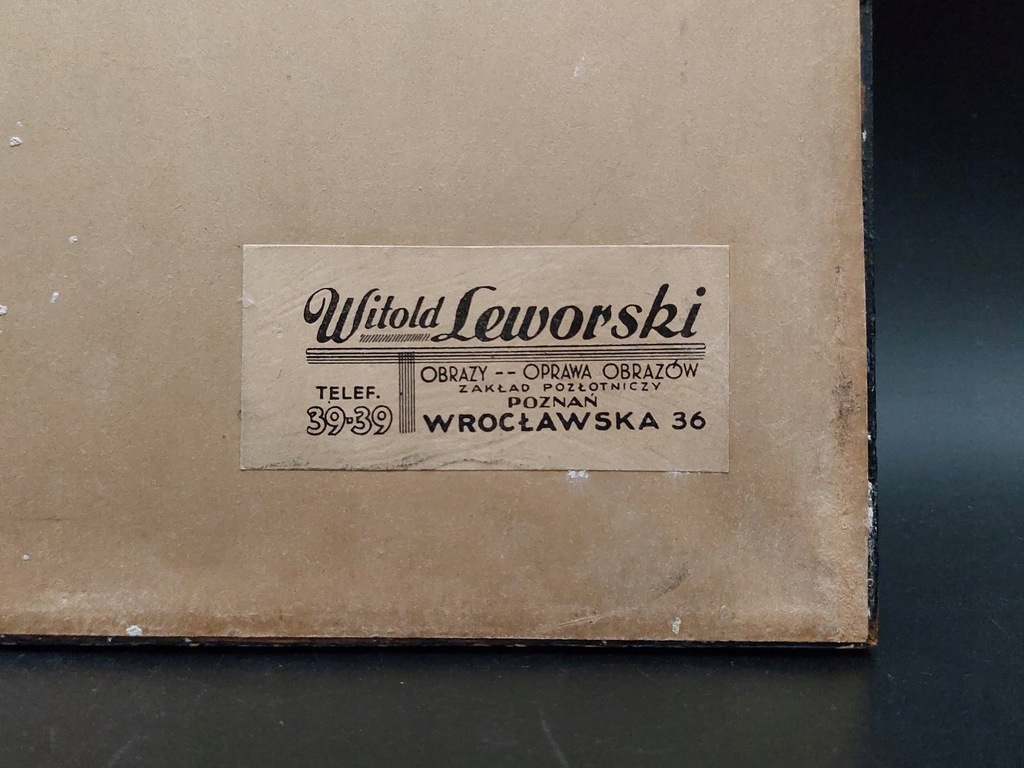 Witold Leworski
OBRAZY -- OPRAWA OBRAZÓW
ZAKŁAD POZŁOTNICZY
POZNAŃ
WROCŁAWSKA 36
TELEF.
39-39